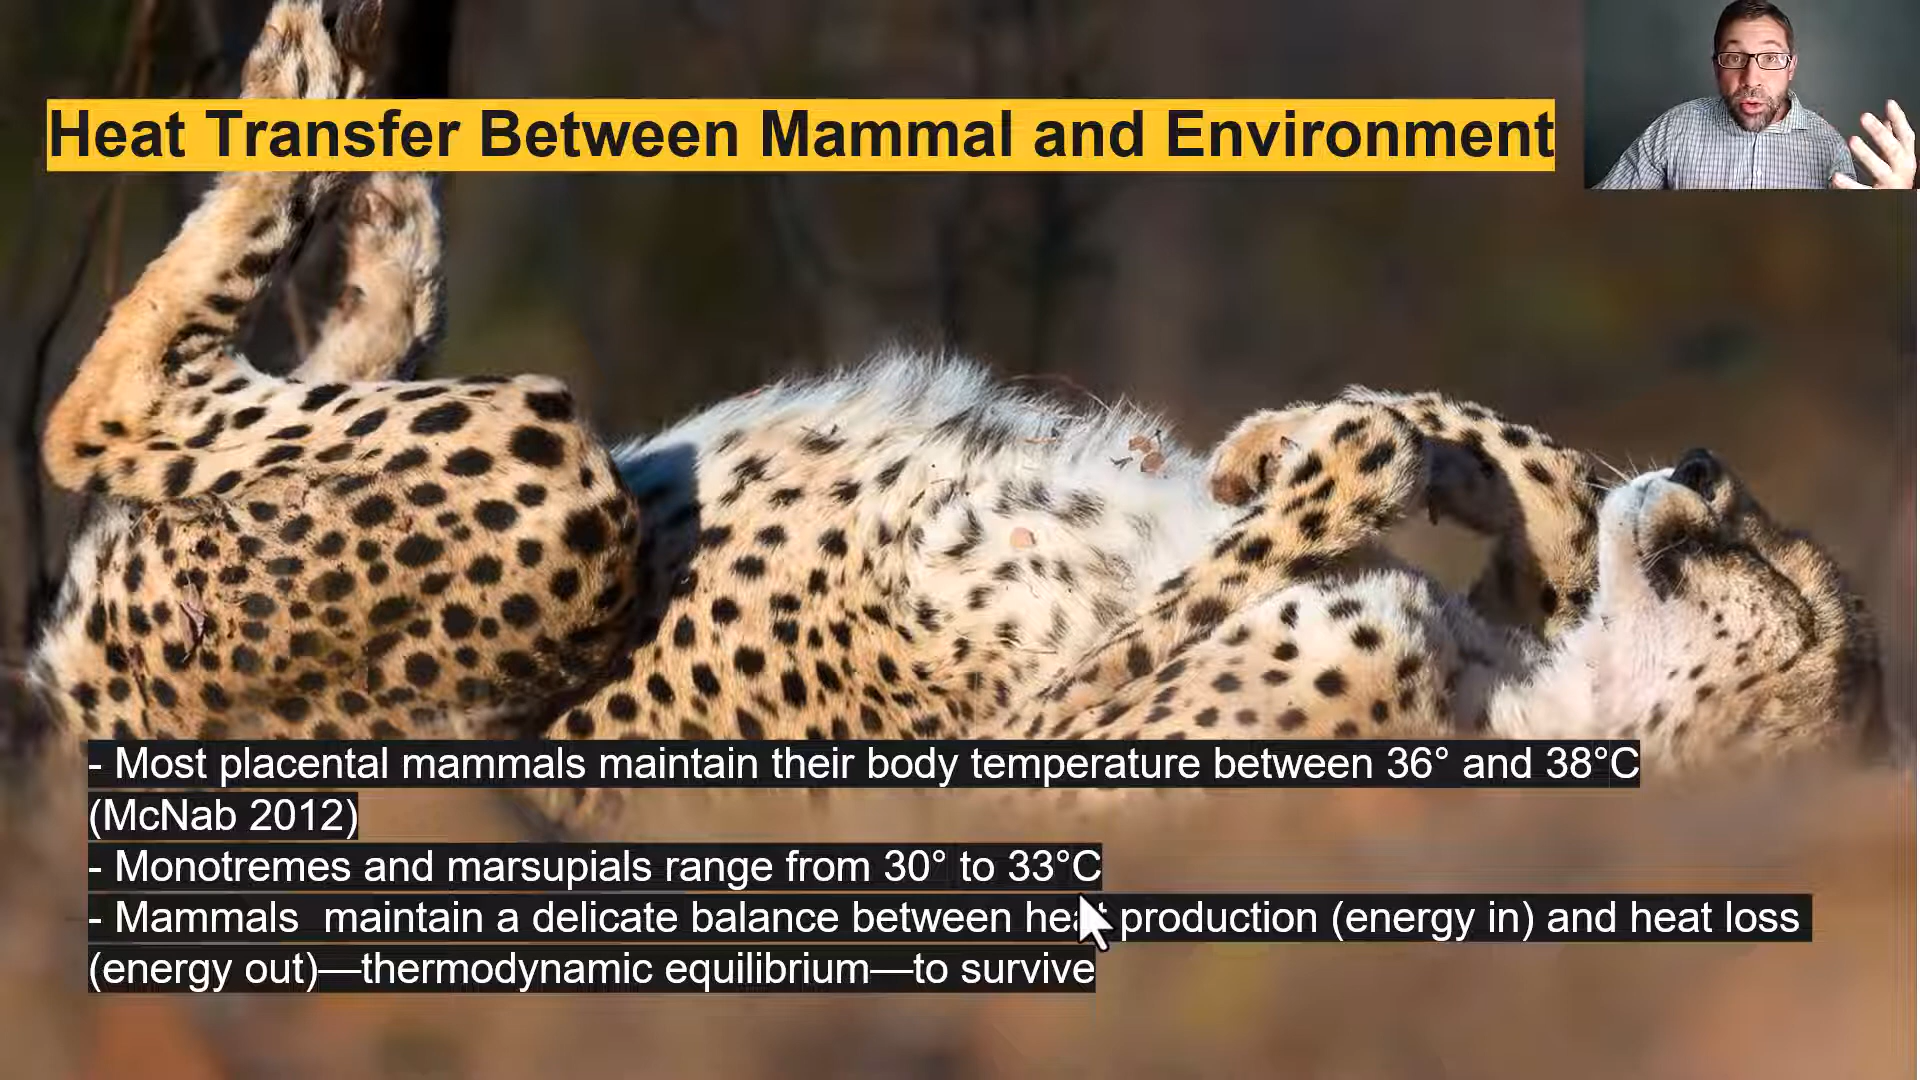 Heat Transfer Between Mammal and Environment
- Most placental mammals maintain their body temperature between 36° and 38°C
(McNab 2012)
- Monotremes and marsupials range from 30° to 33°C
- Mammals  maintain a delicate balance between heat production (energy in) and heat loss
(energy out)—thermodynamic equilibrium—to survive